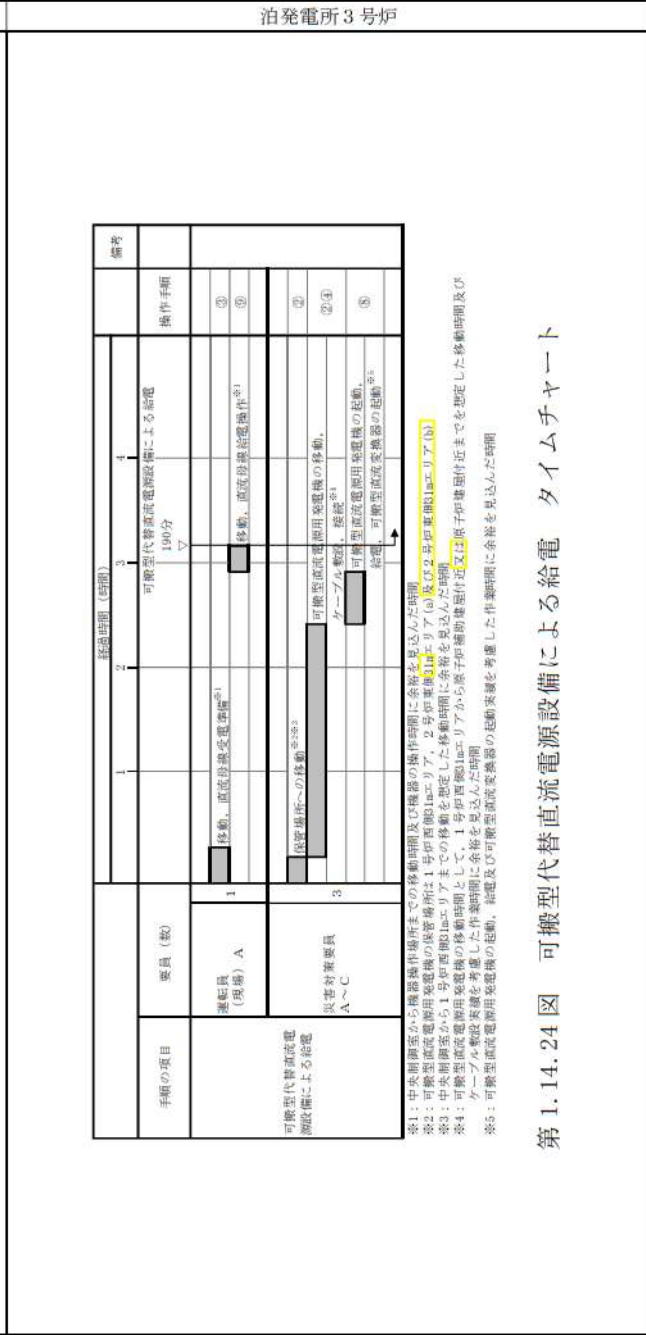 泊発電所3号炉
経過時間（時間）
備考
1
2
3
4
手順の項目
要員（数）
可搬型代替直流電源設備による給電
190分
▽
操作手順
可搬型代替直流電源設備による給電
運転員
（現場）A
1
移動，直流母線受電準備※1
③
移動，直流母線給電操作※1
⑨
災害対策要員
A～C
3
保管場所への移動※2※3
②
可搬型直流電源用発電機の移動，
ケーブル敷設，接続※4
②④
可搬型直流電源用発電機の起動，
給電，可搬型直流変換器の起動※5
⑧
※1：中央制御室から機器操作場所までの移動時間及び機器の操作時間に余裕を見込んだ時間
※2：可搬型直流電源用発電機の保管場所は1号炉西側31mエリア，2号炉東側31mエリア(a)及び2号炉東側31mエリア(b)
※3：中央制御室から1号炉西側31mエリアまでの移動を想定した移動時間に余裕を見込んだ時間
※4：可搬型直流電源用発電機の移動時間として，1号炉西側31mエリアから原子炉補助建屋付近又は原子炉建屋付近までを想定した移動時間及び
ケーブル敷設実績を考慮した作業時間に余裕を見込んだ時間
※5：可搬型直流電源用発電機の起動，給電及び可搬型直流変換器の起動実績を考慮した作業時間に余裕を見込んだ時間
第1.14.24図 可搬型代替直流電源設備による給電 タイムチャート